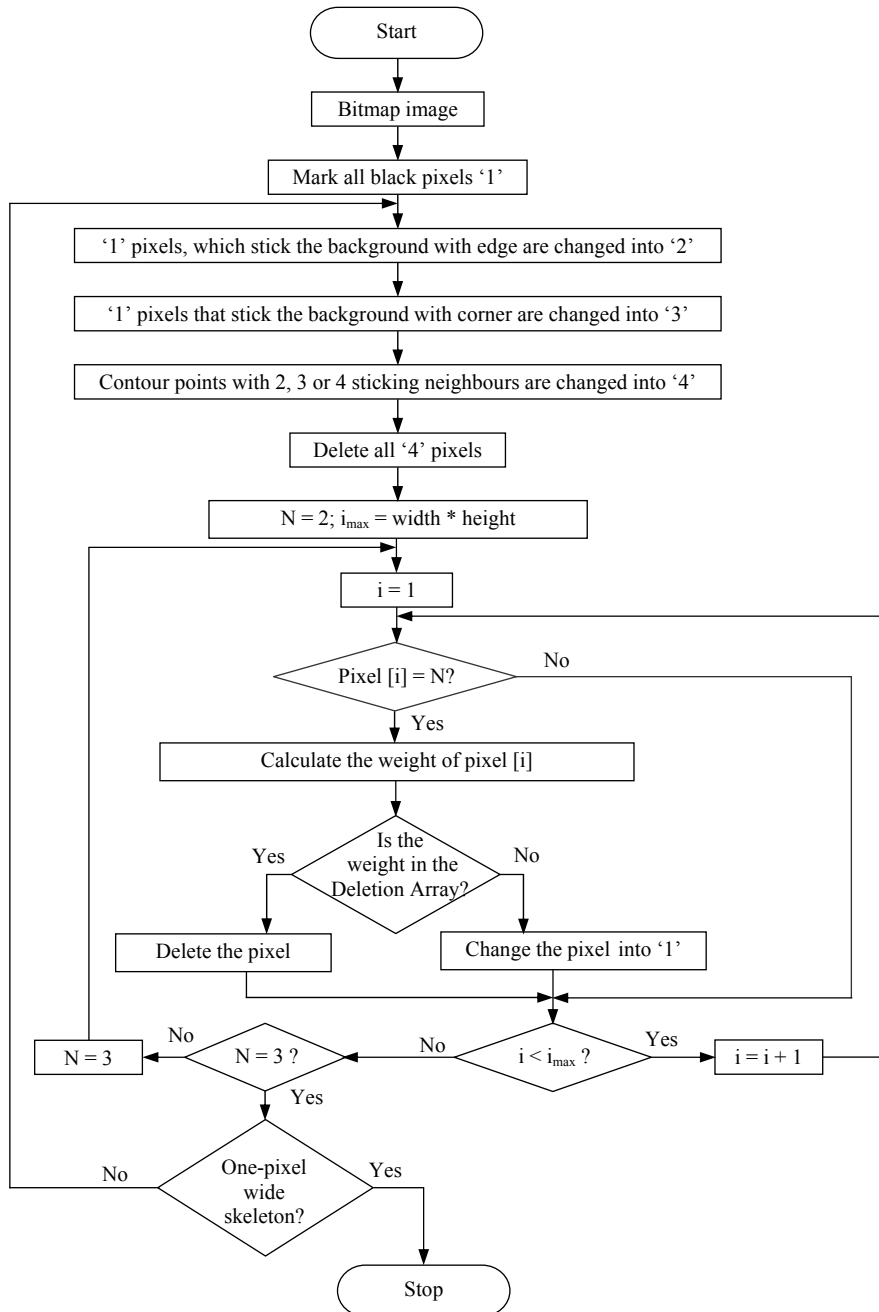 Start
Bitmap image
Mark all black pixels ‘1’
‘1’ pixels, which stick the background with edge are changed into ‘2’
‘1’ pixels that stick the background with corner are changed into ‘3’
Contour points with 2, 3 or 4 sticking neighbours are changed into ‘4’
Delete all ‘4’ pixels
N = 2; imax = width * height
i = 1
Pixel [i] = N?
No
Yes
Calculate the weight of pixel [i]
Is the
weight in the
Deletion Array?
Yes
No
Delete the pixel
Change the pixel into ‘1’
i < imax ?
Yes
i = i + 1
No
N = 3 ?
No
N = 3
Yes
One-pixel
wide
skeleton?
No
Yes
Stop